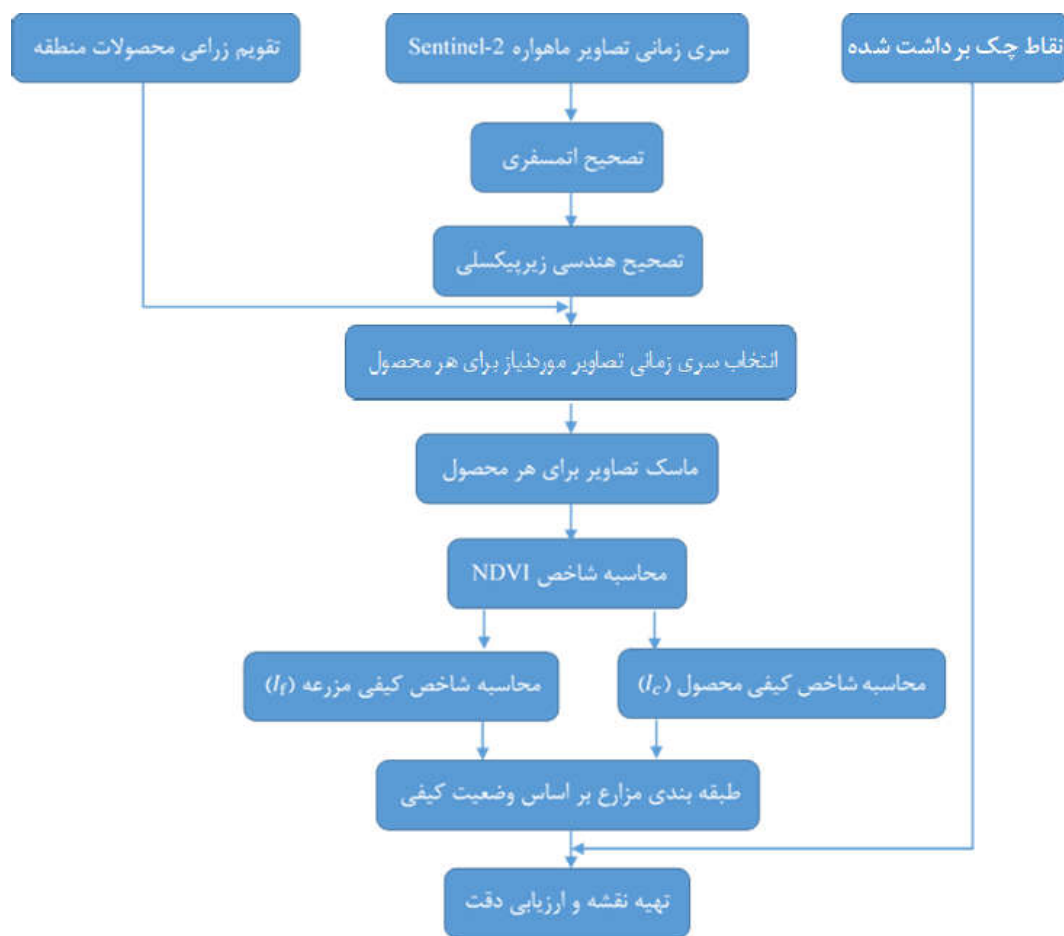 نقاط چک برداشت شده
سری زمانی تصاویر ماهواره Sentinel-2
تقویم زراعی محصولات منطقه
تصحیح اتمسفری
تصحیح هندسی زیرپیکسلی
انتخاب سری زمانی تصاویر موردنیاز برای هر محصول
ماسک تصاویر برای هر محصول
محاسبه شاخص NDVI
محاسبه شاخص کیفی محصول (I_c)
محاسبه شاخص کیفی مزرعه (I_f)
طبقه بندی مزارع بر اساس وضعیت کیفی
تهیه نقشه و ارزیابی دقت